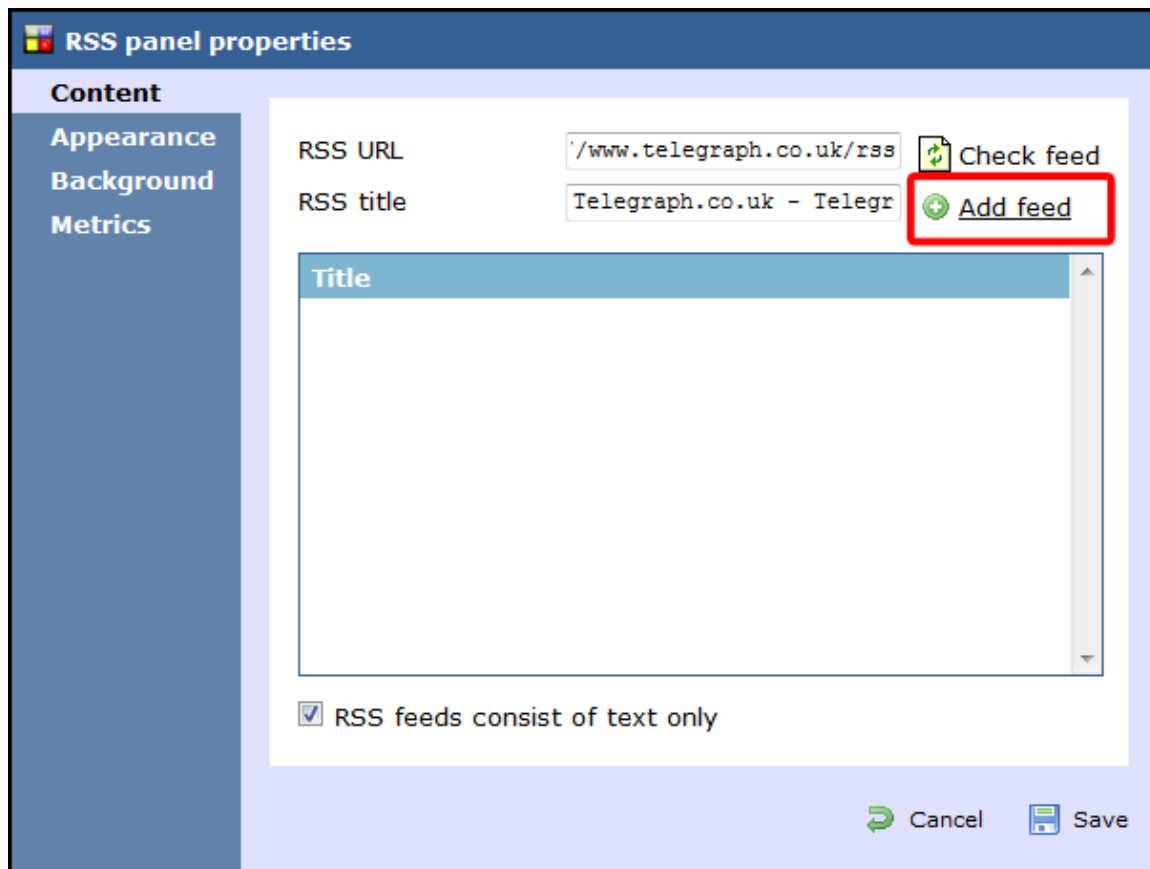 RSS panel properties
Content
Appearance
Background
Metrics
RSS URL
/www.telegraph.co.uk/rss
Check feed
RSS title
Telegraph.co.uk - Telegr
Add feed
Title
RSS feeds consist of text only
Cancel
Save